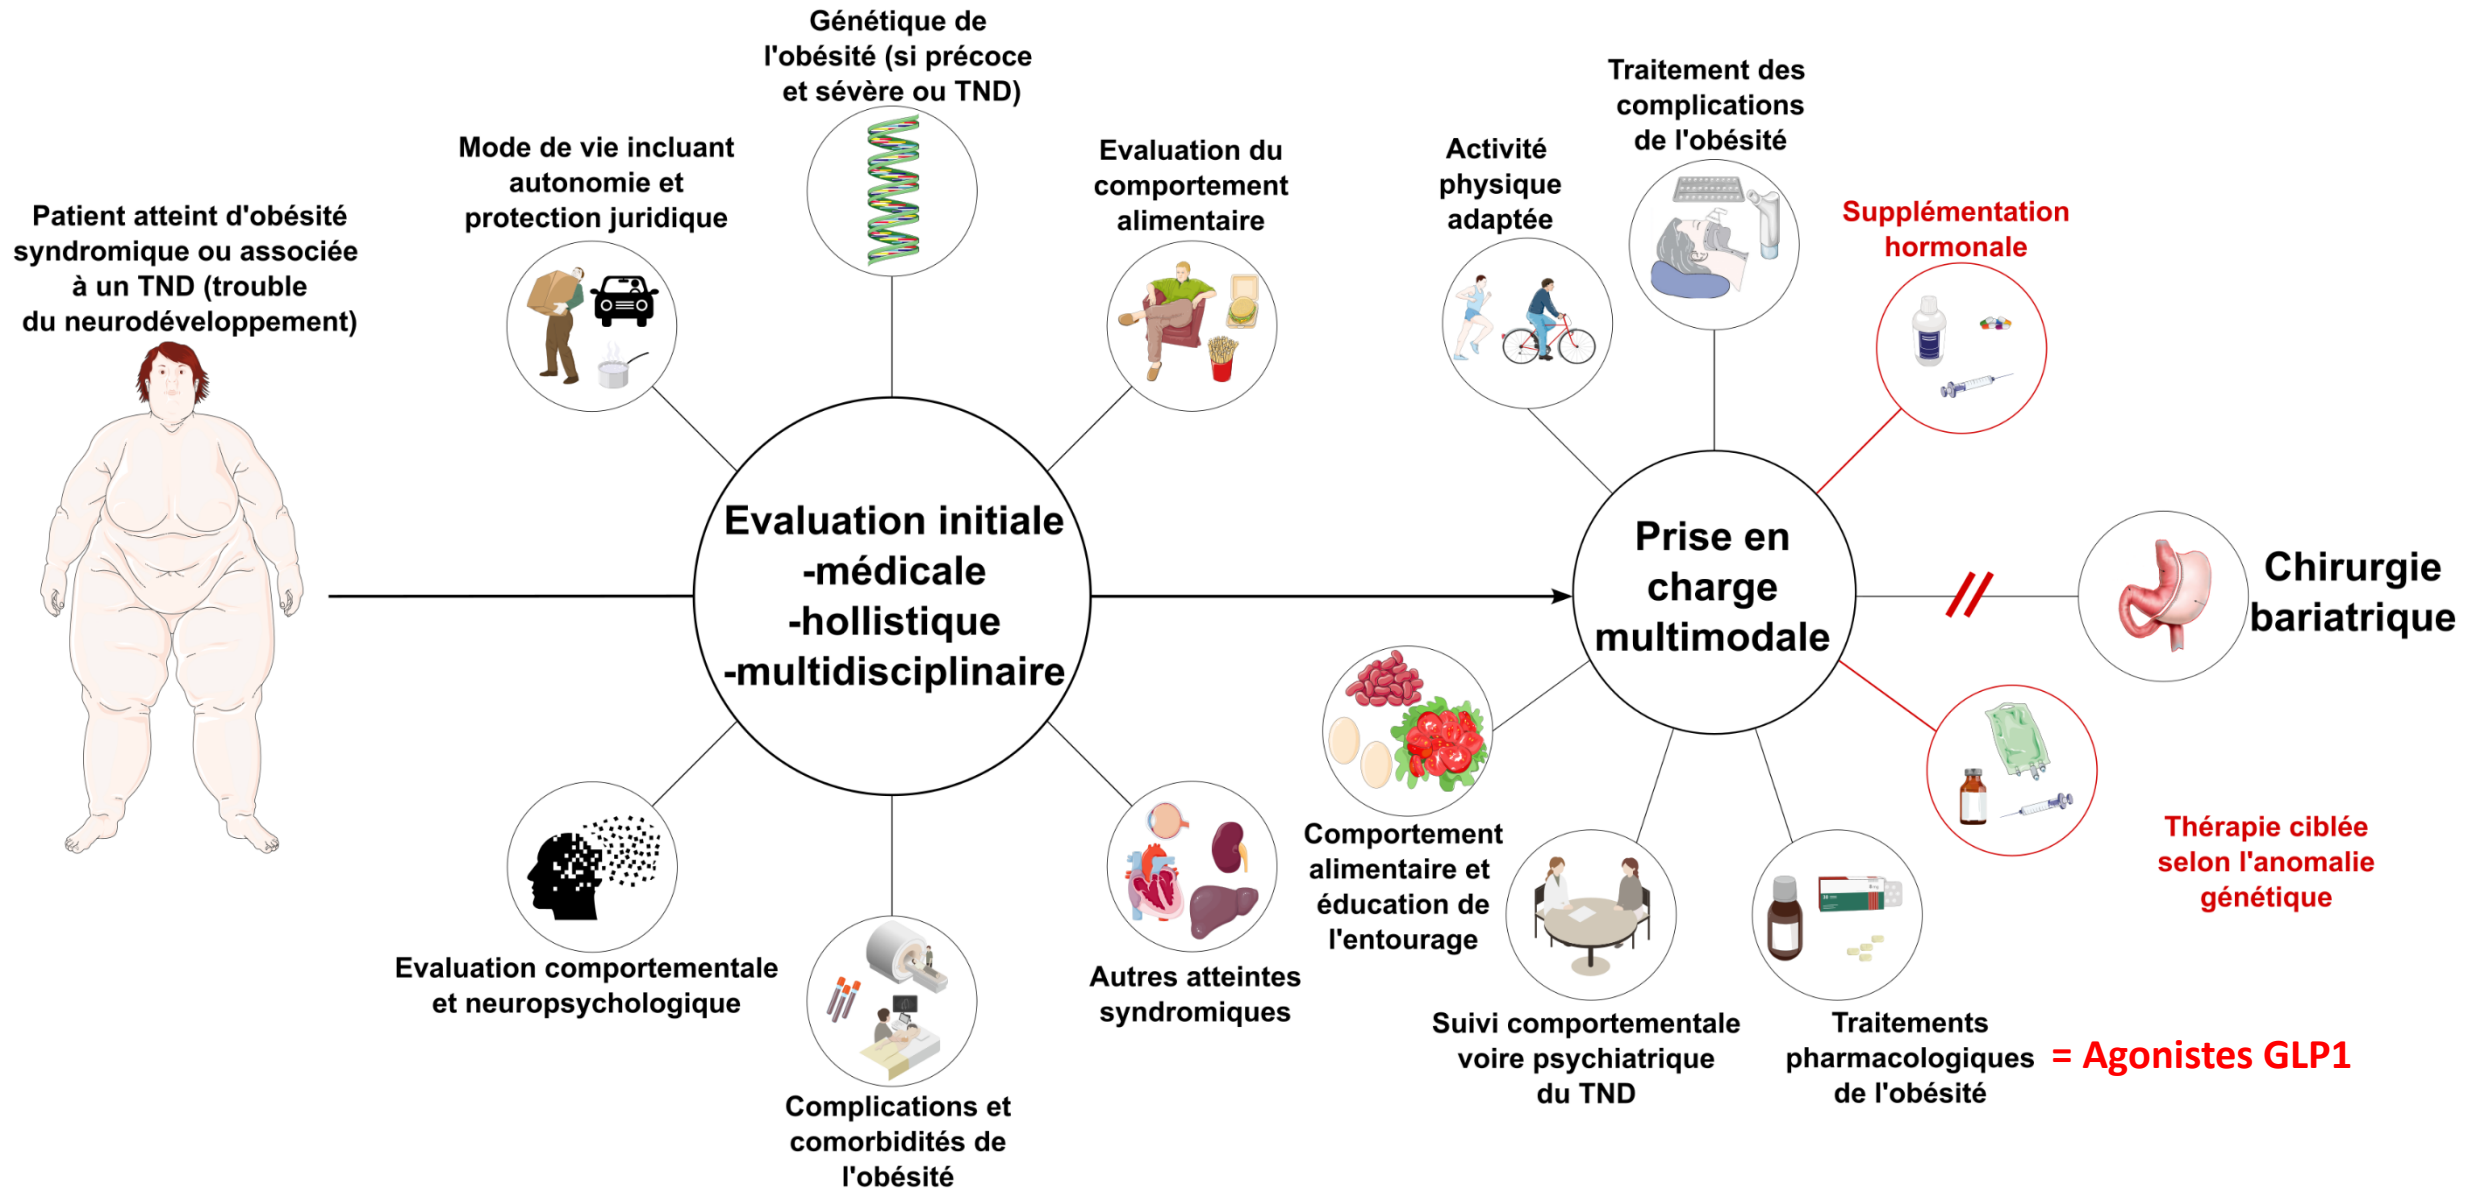 Patient atteint d'obésité
syndromique ou associée
à un TND (trouble
du neurodéveloppement)
Mode de vie incluant
autonomie et
protection juridique
Génétique de
l'obésité (si précoce
et sévère ou TND)
Evaluation du
comportement
alimentaire
Evaluation initiale
-médicale
-hollistique
-multidisciplinaire
Evaluation comportementale
et neuropsychologique
Complications et
comorbidités de
l'obésité
Autres atteintes
syndromiques
Activité
physique
adaptée
Traitement des
complications
de l'obésité
Supplémentation
hormonale
Prise en
charge
multimodale
Chirurgie
bariatrique
Comportement
alimentaire et
éducation de
l'entourage
Suivi comportementale
voire psychiatrique
du TND
Traitements
pharmacologiques
de l'obésité
= Agonistes GLP1
Thérapie ciblée
selon l'anomalie
génétique